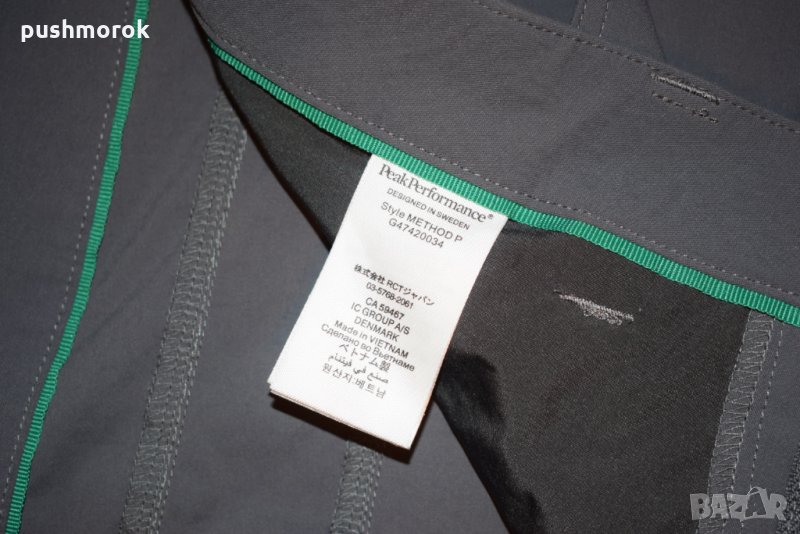 pushmorok
PeakPerformance®
DESIGNED IN SWEDEN
Style METHOD P
G47420034
株式会社 RCTジャパン
03-5768-2061
CA 59467
IC GROUP A/S
DENMARK
Made in VIETNAM
Сделано во Вьетнаме
ベトナム製
صنع في فيتنام
원산지:베트남
BAZAR